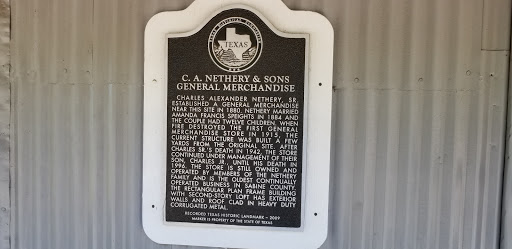 TEXAS
C. A. NETHERY & SONS
GENERAL MERCHANDISE
CHARLES ALEXANDER NETHERY, SR.
ESTABLISHED A GENERAL MERCHANDISE
NEAR THIS SITE IN 1880. NETHERY MARRIED
AMANDA FRANCIS SPEIGHTS IN 1884 AND
THE COUPLE HAD TWELVE CHILDREN. WHEN
FIRE DESTROYED THE FIRST GENERAL
MERCHANDISE STORE IN 1915, THE
CURRENT STRUCTURE WAS BUILT A FEW
YARDS FROM THE ORIGINAL SITE. AFTER
CHARLES SR.'S DEATH IN 1942, THE STORE
CONTINUED UNDER MANAGEMENT OF THEIR
SON, CHARLES JR., UNTIL HIS DEATH IN
1996. THE STORE IS STILL OWNED AND
OPERATED BY MEMBERS OF THE NETHERY
FAMILY AND IS THE OLDEST CONTINUALLY
OPERATED BUSINESS IN SABINE COUNTY.
THE RECTANGULAR PLAN FRAME BUILDING
WITH SECOND-STORY LOFT HAS EXTERIOR
WALLS AND ROOF CLAD IN HEAVY DUTY
CORRUGATED METAL.
RECORDED TEXAS HISTORIC LANDMARK – 2009
MARKER IS PROPERTY OF THE STATE OF TEXAS